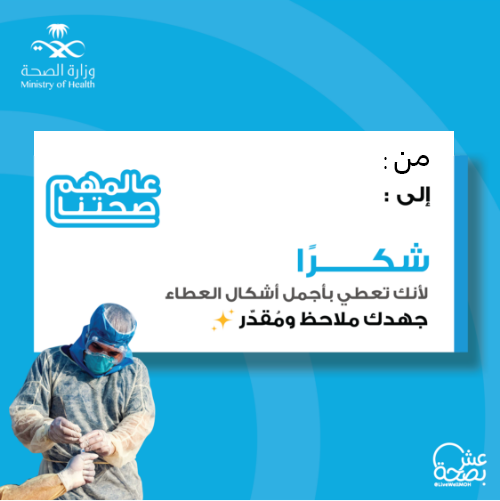 وزارة الصحة
Ministry of Health
من :
إلى :
عالمهم
صحتنا
شكــــرًا
لأنك تعطي بأجمل أشكال العطاء
جهدك ملاحظ ومُقدّر
عش
بصحة
@LiveWellMOH